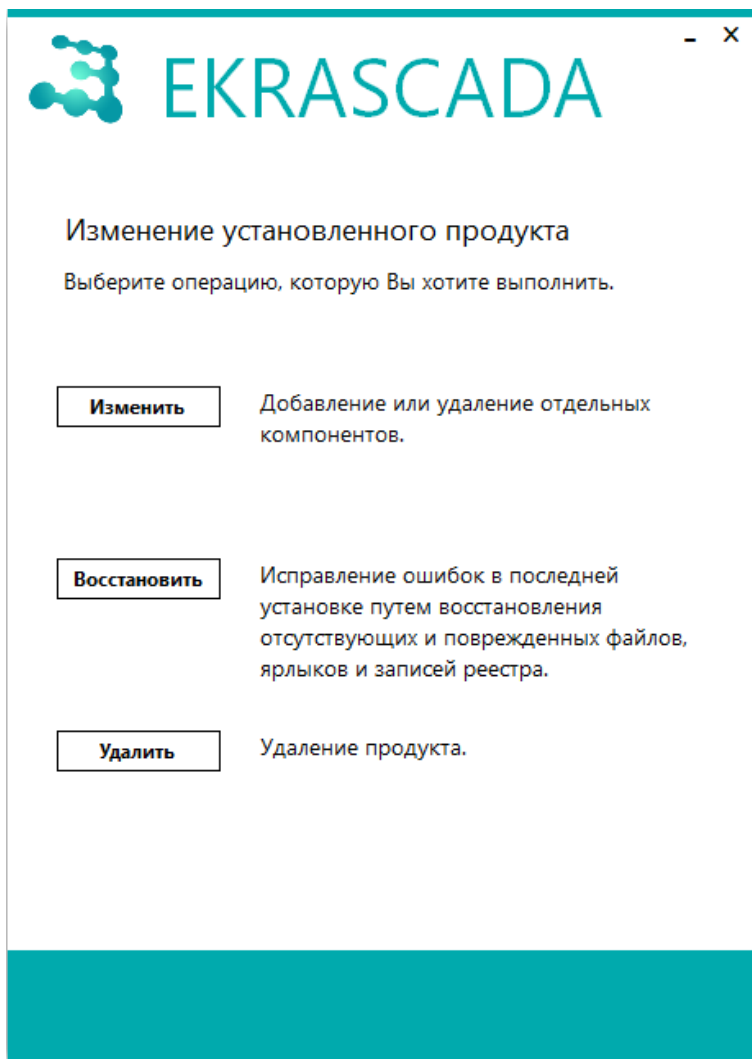 EKRASCADA
Изменение установленного продукта
Выберите операцию, которую Вы хотите выполнить.
Изменить
Добавление или удаление отдельных
компонентов.
Восстановить
Исправление ошибок в последней
установке путем восстановления
отсутствующих и поврежденных файлов,
ярлыков и записей реестра.
Удалить
Удаление продукта.